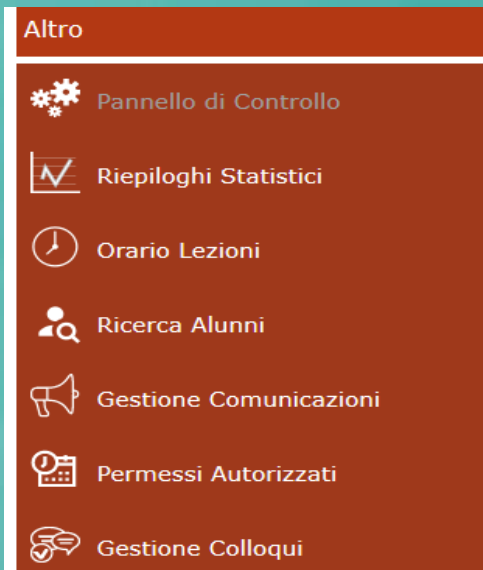 Altro
Pannello di Controllo
Riepiloghi Statistici
Orario Lezioni
Ricerca Alunni
Gestione Comunicazioni
Permessi Autorizzati
Gestione Colloqui